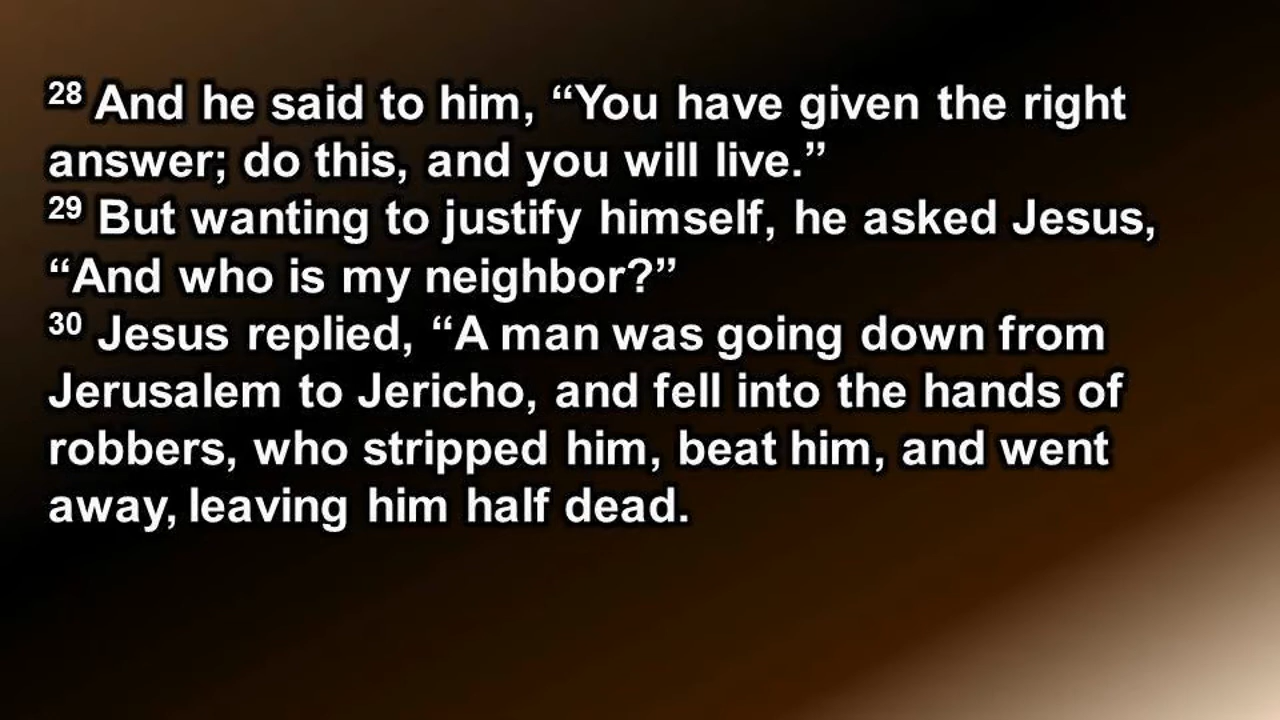 28 And he said to him, “You have given the right
answer; do this, and you will live.”
29 But wanting to justify himself, he asked Jesus,
“And who is my neighbor?”
30 Jesus replied, “A man was going down from
Jerusalem to Jericho, and fell into the hands of
robbers, who stripped him, beat him, and went
away, leaving him half dead.